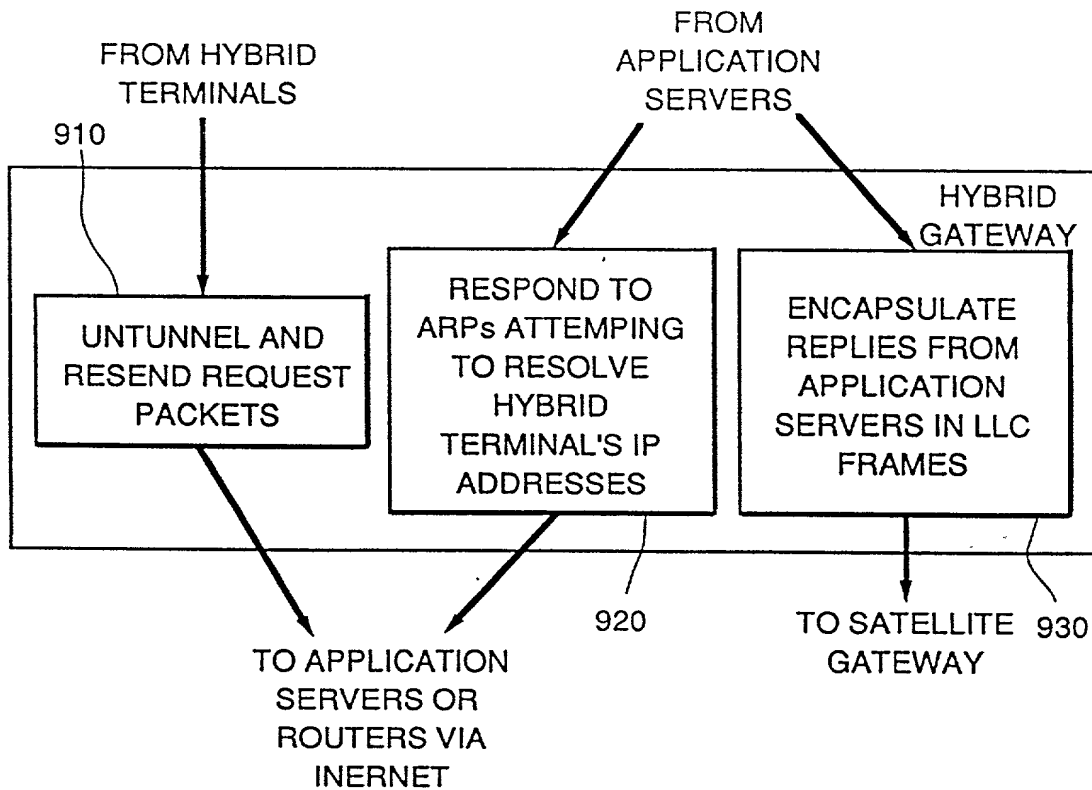 FROM HYBRID
TERMINALS
FROM
APPLICATION
SERVERS
910
HYBRID
GATEWAY
UNTUNNEL AND
RESEND REQUEST
PACKETS
RESPOND TO
ARPs ATTEMPING
TO RESOLVE
HYBRID
TERMINAL'S IP
ADDRESSES
ENCAPSULATE
REPLIES FROM
APPLICATION
SERVERS IN LLC
FRAMES
920
930
TO APPLICATION
SERVERS OR
ROUTERS VIA
INERNET
TO SATELLITE
GATEWAY